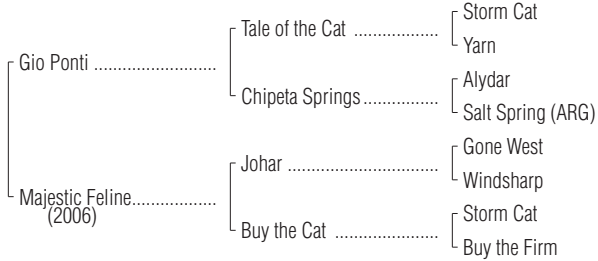 Storm Cat
Tale of the Cat ..................
Yarn
Gio Ponti ..........................
Alydar
Chipeta Springs................
Salt Spring (ARG)
Gone West
Johar ................................
Windsharp
Majestic Feline..................
(2006)
Storm Cat
Buy the Cat ......................
Buy the Firm